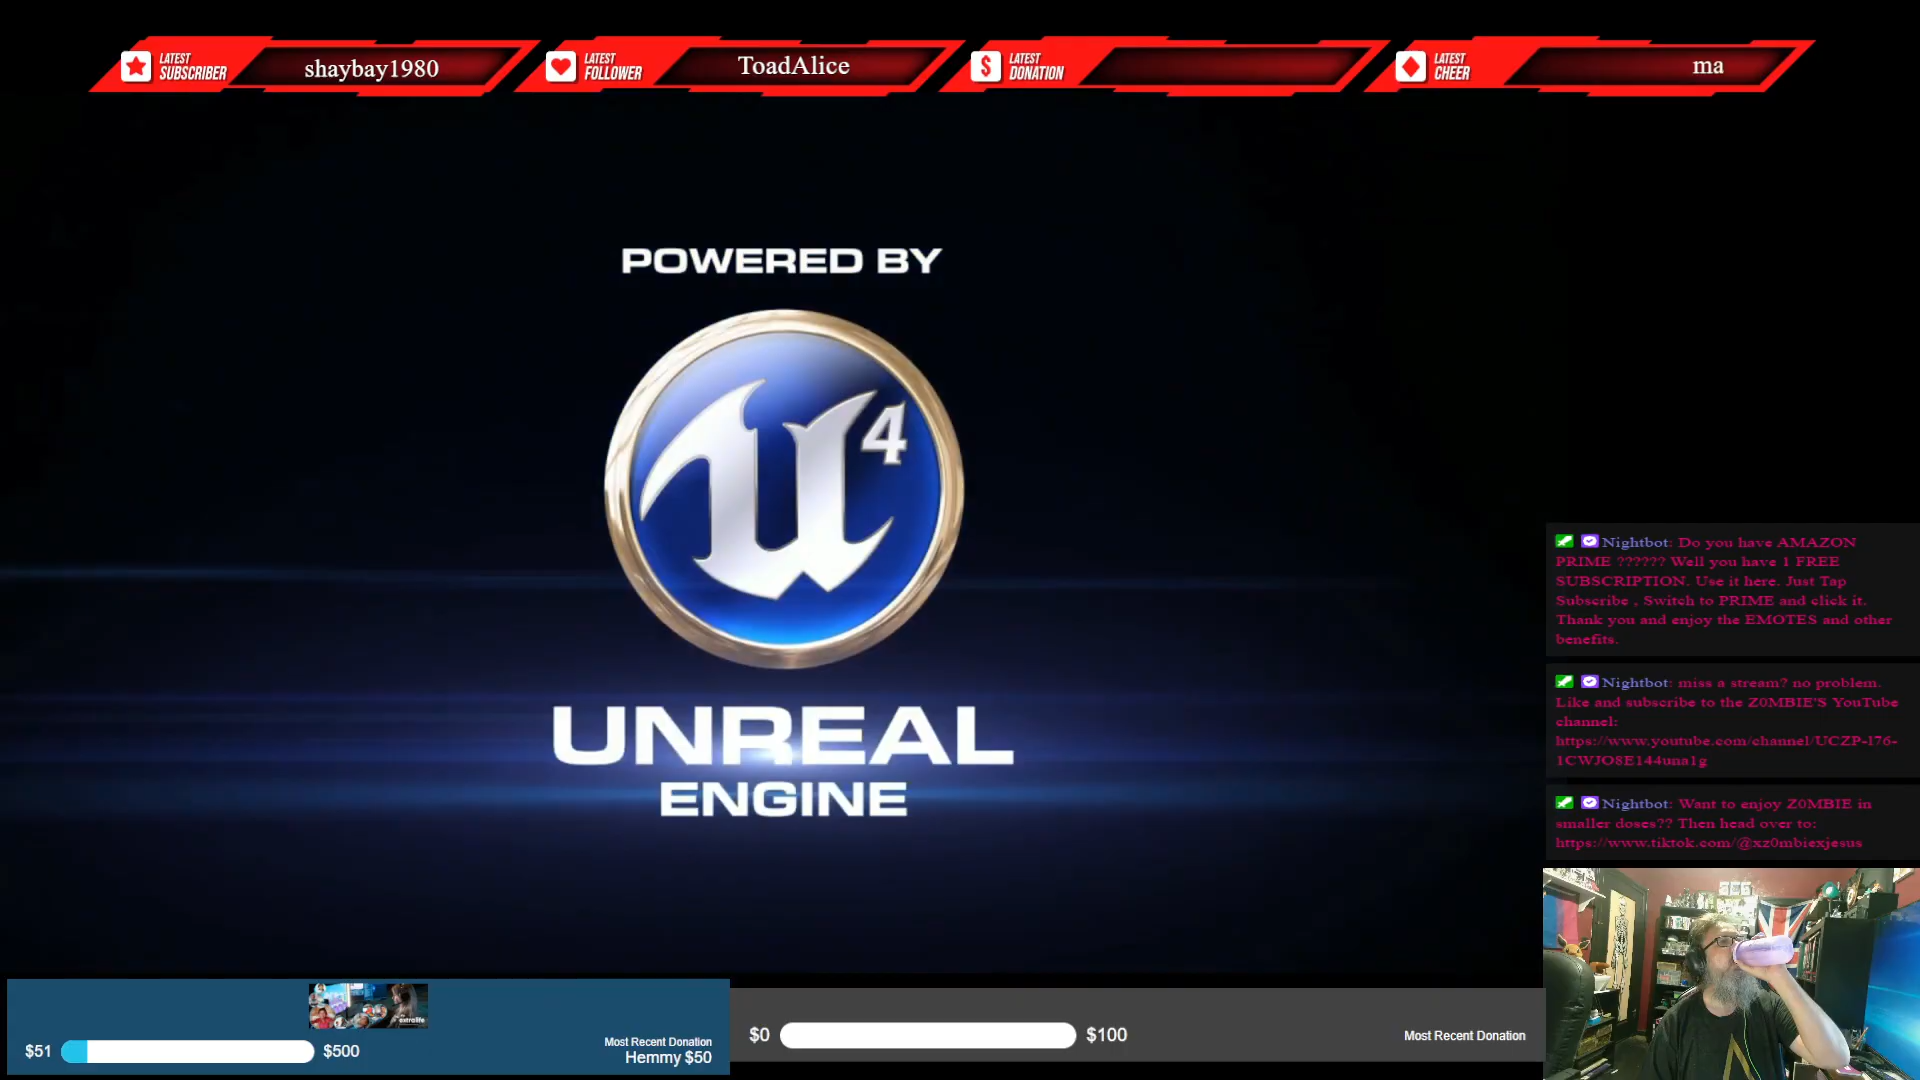 LATEST
SUBSCRIBER
shaybay1980
LATEST
FOLLOWER
ToadAlice
LATEST
DONATION
LATEST
CHEER
ma
POWERED BY
4
UNREAL
ENGINE
Nightbot: Do you have AMAZON
PRIME ?????? Well you have 1 FREE
SUBSCRIPTION. Use it here. Just Tap
Subscribe , Switch to PRIME and click it.
Thank you and enjoy the EMOTES and other
benefits.
Nightbot: miss a stream? no problem.
Like and subscribe to the Z0MBIE'S YouTube
channel:
https://www.youtube.com/channel/UCZP-l76-
1CWJO8E144una1g
Nightbot: Want to enjoy Z0MBIE in
smaller doses?? Then head over to:
https://www.tiktok.com/@xz0mbiexjesus
extralife
$51
$500
Most Recent Donation
Hemmy $50
$0
$100
Most Recent Donation